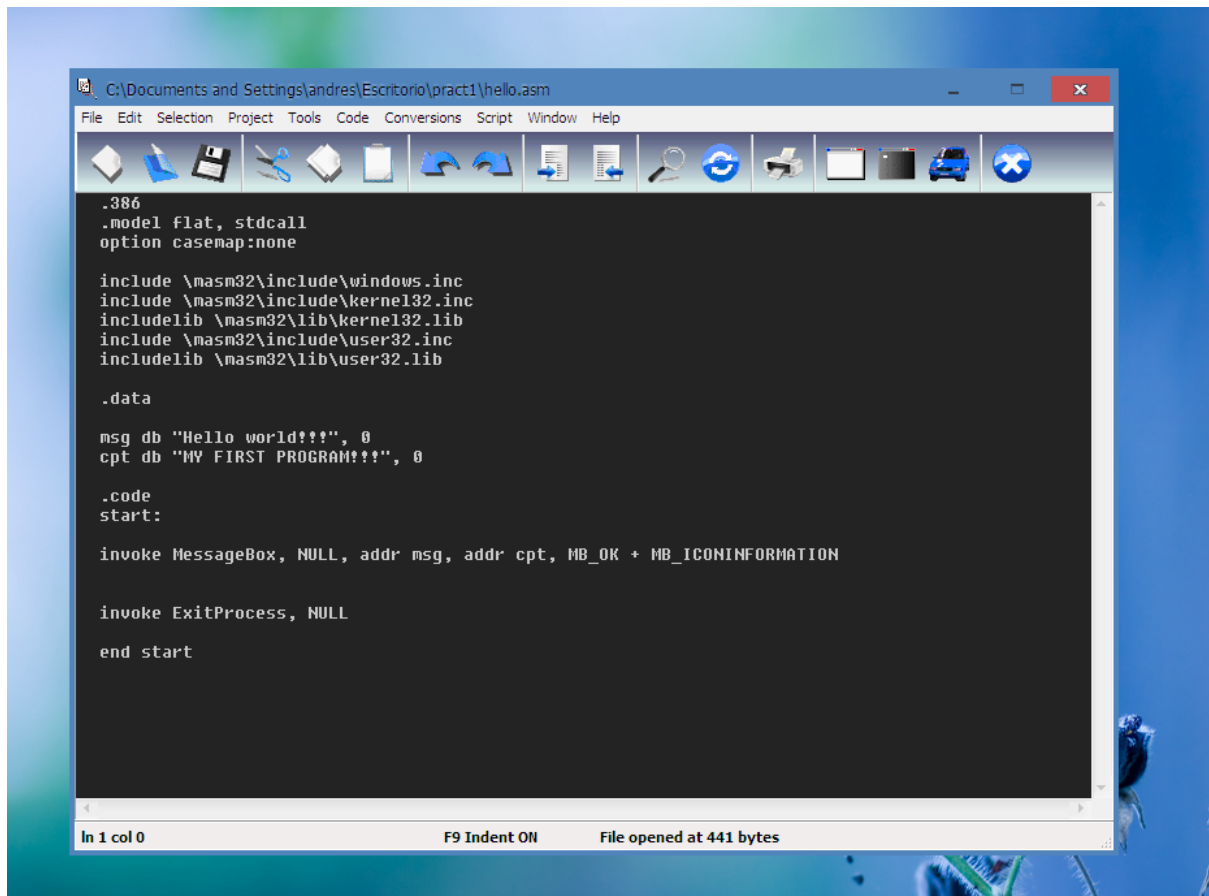 C:\Documents and Settings\andres\Escritorio\pract1\hello.asm
File Edit Selection Project Tools Code Conversions Script Window Help
.386
.model flat, stdcall
option casemap:none
include \masm32\include\windows.inc
include \masm32\include\kernel32.inc
includelib \masm32\lib\kernel32.lib
include \masm32\include\user32.inc
includelib \masm32\lib\user32.lib
.data
msg db "Hello world!!!", 0
cpt db "MY FIRST PROGRAM!!!", 0
.code
start:
invoke MessageBox, NULL, addr msg, addr cpt, MB_OK + MB_ICONINFORMATION
invoke ExitProcess, NULL
end start
ln 1 col 0 F9 Indent ON File opened at 441 bytes